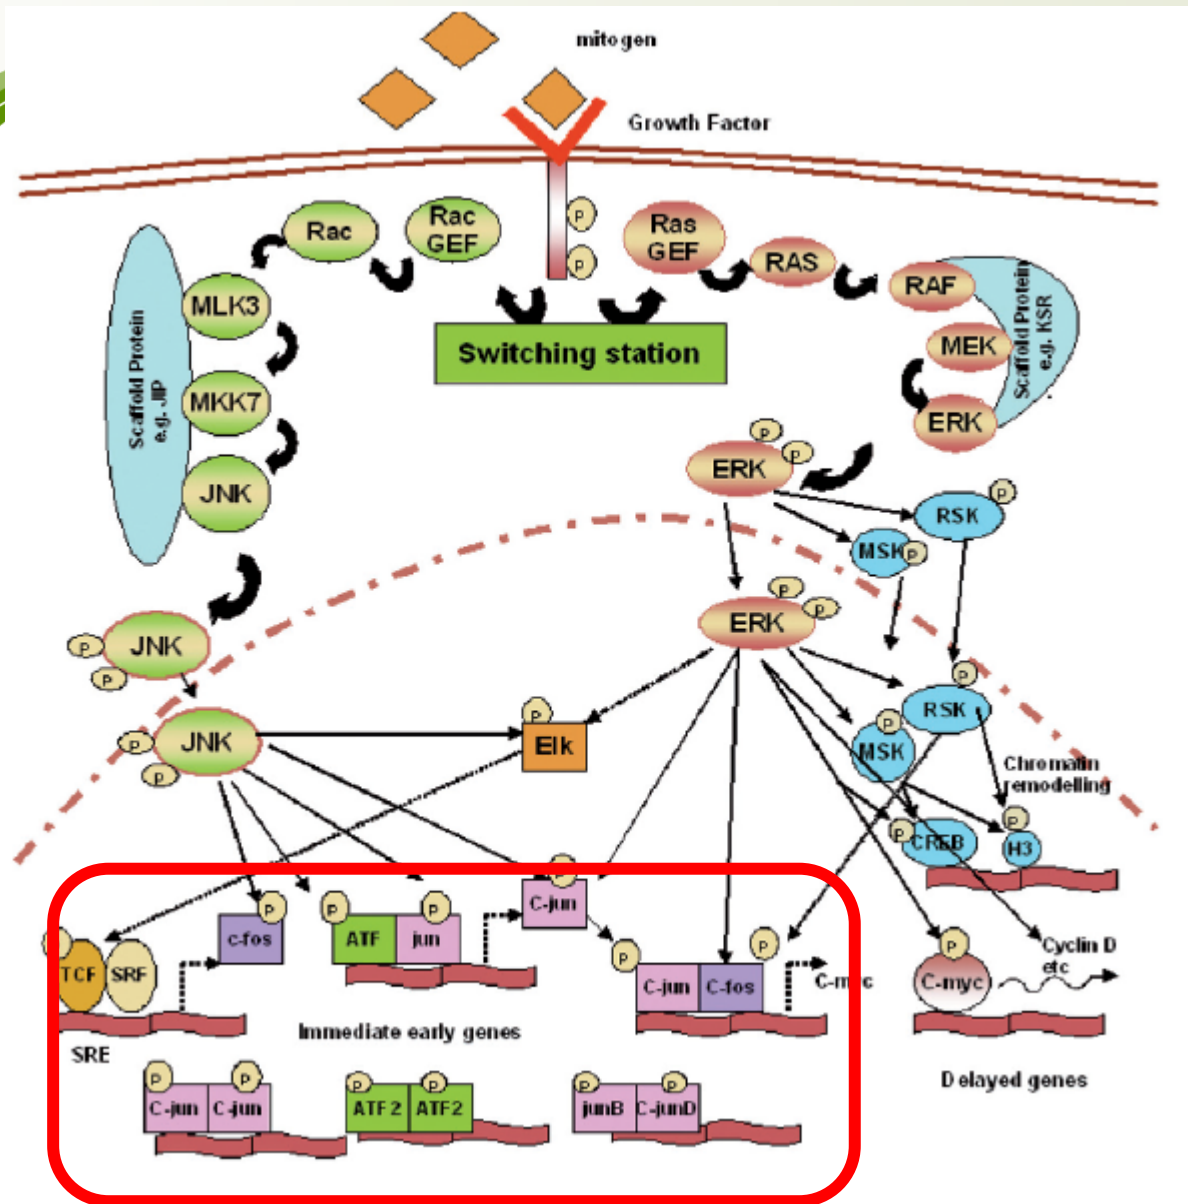 mitogen
Growth Factor
Rac
Rac
GEF
P
P
Ras
GEF
RAS
RAF
MEK
ERK
Scaffold Protein
e.g. KSR
Scaffold Protein
e.g. JIP
MLK3
MKK7
JNK
Switching station
P
P
ERK
P
RSK
MSK
P
P
P
ERK
P
P
JNK
P
P
JNK
P
Elk
P
RSK
P
MSK
Chromatin
remodelling
P
CREB
P
H3
P
TCF
SRF
SRE
P
c-fos
P
P
ATF
jun
P
C-jun
P
P
C-jun
C-fos
C-myc
P
C-myc
Cyclin D
etc
Immediate early genes
Delayed genes
P
P
C-jun
C-jun
P
P
ATF2
ATF2
P
P
junB
C-junD